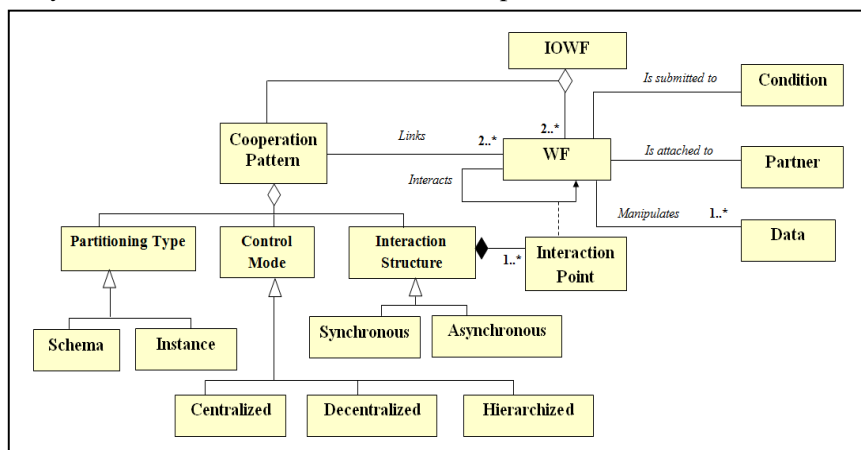 IOWF
Is submitted to
Condition
Cooperation
Pattern
Links
2..*
2..*
WF
Is attached to
Partner
Interacts
Manipulates
1..*
Data
Partitioning Type
Control
Mode
Interaction
Structure
1..*
Interaction
Point
Schema
Instance
Synchronous
Asynchronous
Centralized
Decentralized
Hierarchized